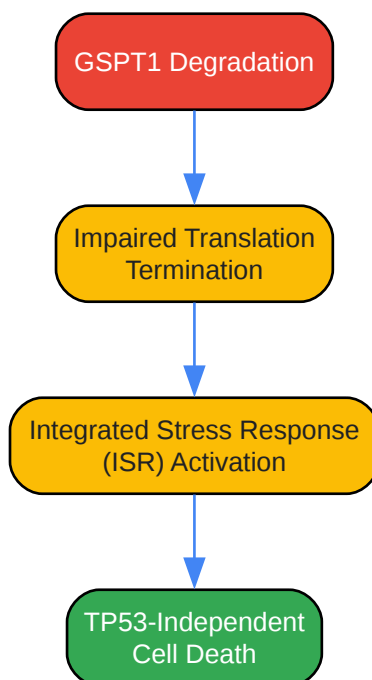 GSPT1 Degradation
Impaired Translation
Termination
Integrated Stress Response
(ISR) Activation
TP53-Independent
Cell Death